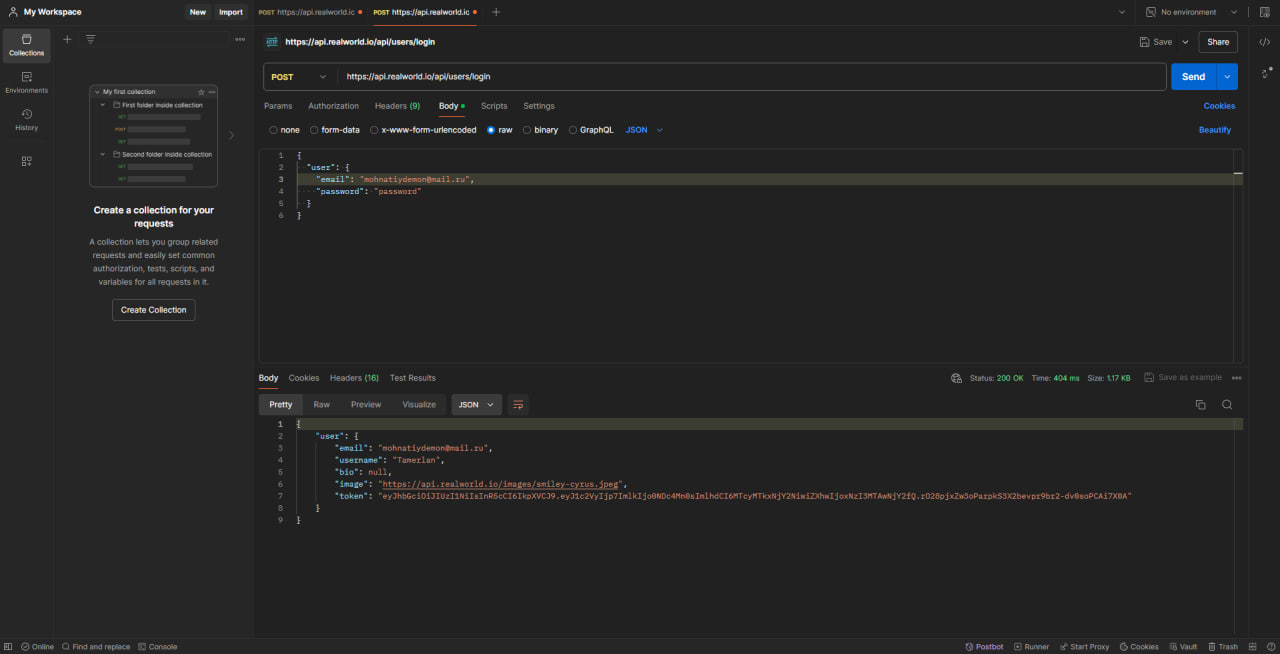 My Workspace
New
Import
POST https://api.realworld.io
POST https://api.realworld.io
No environment
Collections
Environments
History
My first collection
First folder inside collection
GET
POST
GET
Second folder inside collection
GET
GET
Create a collection for your
requests
A collection lets you group related
requests and easily set common
authorization, tests, scripts, and
variables for all requests in it.
Create Collection
HTTP
https://api.realworld.io/api/users/login
Save
Share
POST
https://api.realworld.io/api/users/login
Send
Params
Authorization
Headers (9)
Body
Scripts
Settings
Cookies
none
form-data
x-www-form-urlencoded
raw
binary
GraphQL
JSON
Beautify
1 {
2 "user": {
3 "email": "mohnatiydemon@mail.ru",
4 "password": "password"
5 }
6 }
Body
Cookies
Headers (16)
Test Results
Status: 200 OK
Time: 404 ms
Size: 1.17 KB
Save as example
Pretty
Raw
Preview
Visualize
JSON
1 {
2 "user": {
3 "email": "mohnatiydemon@mail.ru",
4 "username": "Tamerlan",
5 "bio": null,
6 "image": "https://api.realworld.io/images/smiley-cyrus.jpeg",
7 "token":
8 }
9 }
Online
Find and replace
Console
Postbot
Runner
Start Proxy
Cookies
Vault
Trash